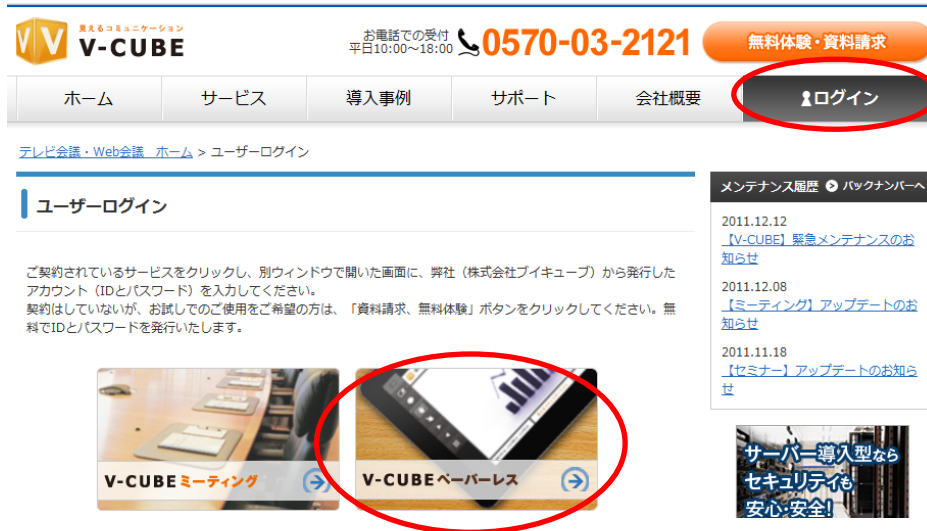 見えるコミュニケーション
V-CUBE
お電話での受付
平日10:00～18:00
0570-03-2121
無料体験・資料請求
ホーム
サービス
導入事例
サポート
会社概要
ログイン
テレビ会議・Web会議 ホーム > ユーザーログイン
ユーザーログイン
ご契約されているサービスをクリックし、別ウィンドウで開いた画面に、弊社（株式会社ブイキューブ）から発行した
アカウント（IDとパスワード）を入力してください。
契約はしていないが、お試しでのご使用をご希望の方は、「資料請求、無料体験」ボタンをクリックしてください。無
料でIDとパスワードを発行いたします。
V-CUBE ミーティング
V-CUBE ペーパーレス
メンテナンス履歴 バックナンバーへ
2011.12.12
【V-CUBE】緊急メンテナンスのお
知らせ
2011.12.08
【ミーティング】アップデートのお
知らせ
2011.11.18
【セミナー】アップデートのお知ら
せ
サーバー導入型なら
セキュリティも
安心・安全!